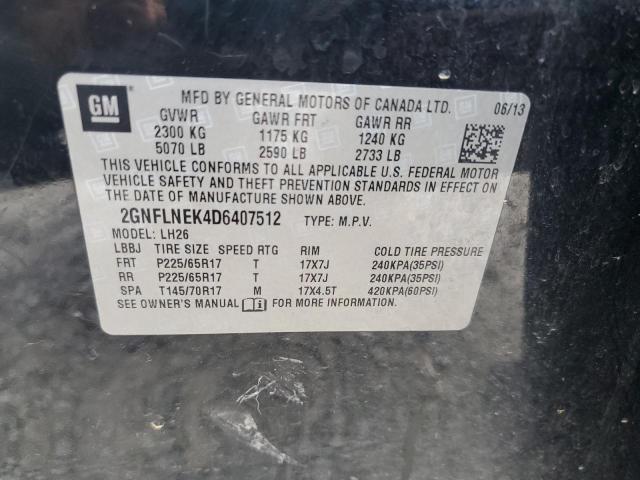 GM
MFD BY GENERAL MOTORS OF CANADA LTD. 06/13
GVWR GAWR FRT GAWR RR
2300 KG 1175 KG 1240 KG
5070 LB 2590 LB 2733 LB
THIS VEHICLE CONFORMS TO ALL APPLICABLE U.S. FEDERAL MOTOR
VEHICLE SAFETY AND THEFT PREVENTION STANDARDS IN EFFECT ON
THE DATE OF MANUFACTURE SHOWN ABOVE.
2GNFLNEK4D6407512 TYPE: M.P.V.
MODEL: LH26
LBBJ TIRE SIZE SPEED RTG RIM COLD TIRE PRESSURE
FRT P225/65R17 T 17X7J 240KPA(35PSI)
RR P225/65R17 T 17X7J 240KPA(35PSI)
SPA T145/70R17 M 17X4.5T 420KPA(60PSI)
SEE OWNER'S MANUAL i FOR MORE INFORMATION.